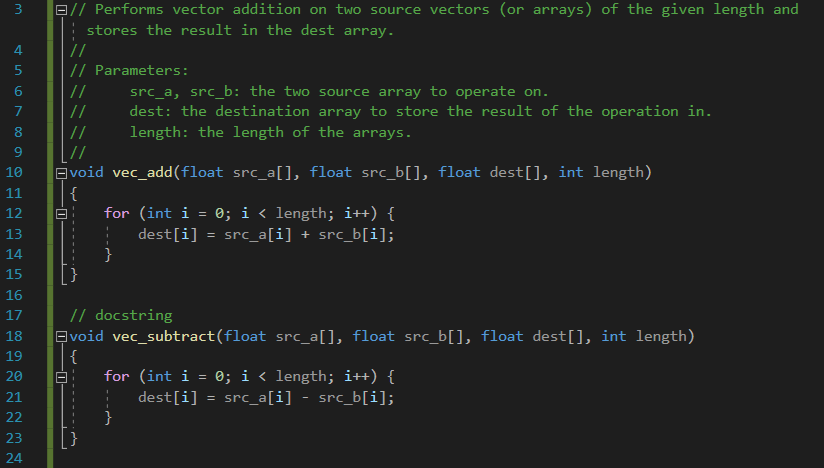 3 // Performs vector addition on two source vectors (or arrays) of the given length and
stores the result in the dest array.
4 //
5 // Parameters:
6 //     src_a, src_b: the two source array to operate on.
7 //     dest: the destination array to store the result of the operation in.
8 //     length: the length of the arrays.
9 //
10 void vec_add(float src_a[], float src_b[], float dest[], int length)
11 {
12     for (int i = 0; i < length; i++) {
13         dest[i] = src_a[i] + src_b[i];
14     }
15 }
16
17 // docstring
18 void vec_subtract(float src_a[], float src_b[], float dest[], int length)
19 {
20     for (int i = 0; i < length; i++) {
21         dest[i] = src_a[i] - src_b[i];
22     }
23 }
24